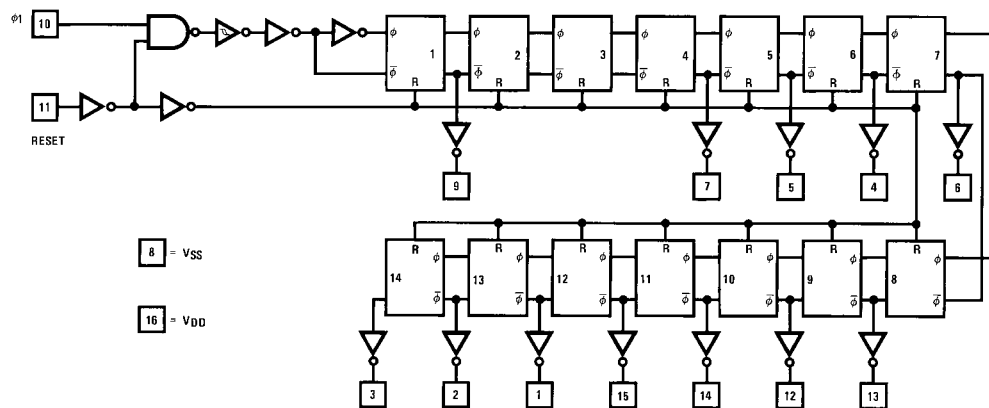 ϕ1 10
ϕ ϕ ϕ ϕ ϕ ϕ ϕ
1 2 3 4 5 6 7
ϕ̅ ϕ̅ ϕ̅ ϕ̅ ϕ̅ ϕ̅ ϕ̅
R R R R R R R
11
RESET
9 7 5 4 6
8 = VSS
R R R R R R R
ϕ ϕ ϕ ϕ ϕ ϕ ϕ
14 13 12 11 10 9 8
ϕ̅ ϕ̅ ϕ̅ ϕ̅ ϕ̅ ϕ̅ ϕ̅
16 = VDD
3 2 1 15 14 12 13